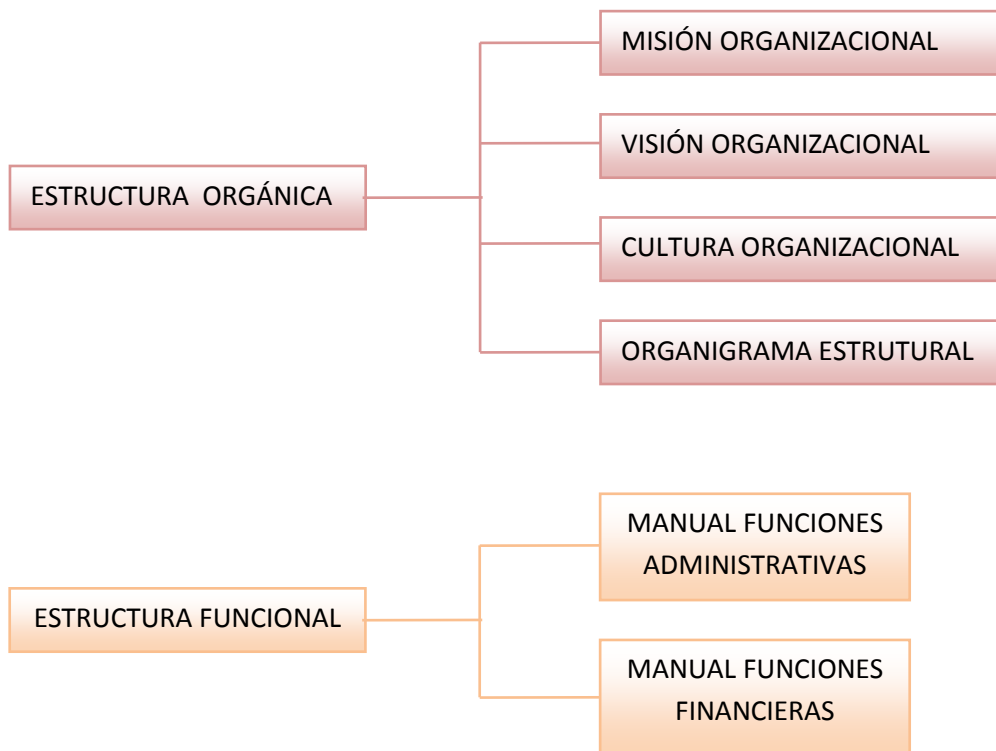 ESTRUCTURA ORGÁNICA
MISIÓN ORGANIZACIONAL
VISIÓN ORGANIZACIONAL
CULTURA ORGANIZACIONAL
ORGANIGRAMA ESTRUTURAL
ESTRUCTURA FUNCIONAL
MANUAL FUNCIONES
ADMINISTRATIVAS
MANUAL FUNCIONES
FINANCIERAS